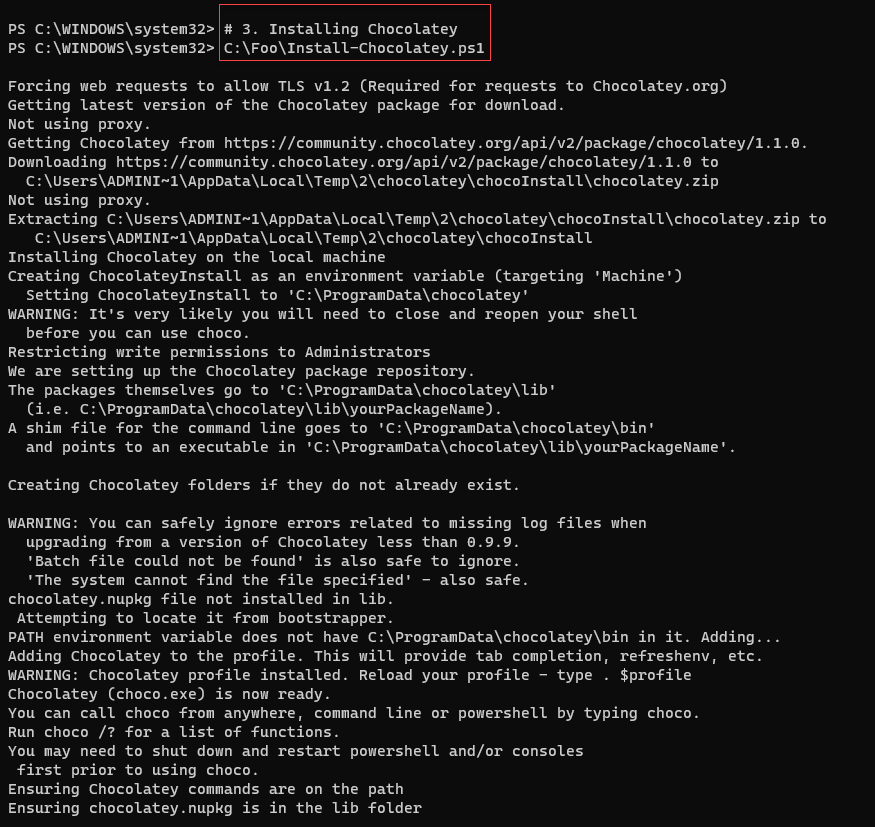 PS C:\WINDOWS\system32> # 3. Installing Chocolatey
PS C:\WINDOWS\system32> C:\Foo\Install-Chocolatey.ps1
Forcing web requests to allow TLS v1.2 (Required for requests to Chocolatey.org)
Getting latest version of the Chocolatey package for download.
Not using proxy.
Getting Chocolatey from https://community.chocolatey.org/api/v2/package/chocolatey/1.1.0.
Downloading https://community.chocolatey.org/api/v2/package/chocolatey/1.1.0 to
  C:\Users\ADMINI~1\AppData\Local\Temp\2\chocolatey\chocoInstall\chocolatey.zip
Not using proxy.
Extracting C:\Users\ADMINI~1\AppData\Local\Temp\2\chocolatey\chocoInstall\chocolatey.zip to
   C:\Users\ADMINI~1\AppData\Local\Temp\2\chocolatey\chocoInstall
Installing Chocolatey on the local machine
Creating ChocolateyInstall as an environment variable (targeting 'Machine')
  Setting ChocolateyInstall to 'C:\ProgramData\chocolatey'
WARNING: It's very likely you will need to close and reopen your shell
  before you can use choco.
Restricting write permissions to Administrators
We are setting up the Chocolatey package repository.
The packages themselves go to 'C:\ProgramData\chocolatey\lib'
  (i.e. C:\ProgramData\chocolatey\lib\yourPackageName).
A shim file for the command line goes to 'C:\ProgramData\chocolatey\bin'
  and points to an executable in 'C:\ProgramData\chocolatey\lib\yourPackageName'.
Creating Chocolatey folders if they do not already exist.
WARNING: You can safely ignore errors related to missing log files when
  upgrading from a version of Chocolatey less than 0.9.9.
  'Batch file could not be found' is also safe to ignore.
  'The system cannot find the file specified' - also safe.
chocolatey.nupkg file not installed in lib.
 Attempting to locate it from bootstrapper.
PATH environment variable does not have C:\ProgramData\chocolatey\bin in it. Adding...
Adding Chocolatey to the profile. This will provide tab completion, refreshenv, etc.
WARNING: Chocolatey profile installed. Reload your profile - type . $profile
Chocolatey (choco.exe) is now ready.
You can call choco from anywhere, command line or powershell by typing choco.
Run choco /? for a list of functions.
You may need to shut down and restart powershell and/or consoles
 first prior to using choco.
Ensuring Chocolatey commands are on the path
Ensuring chocolatey.nupkg is in the lib folder